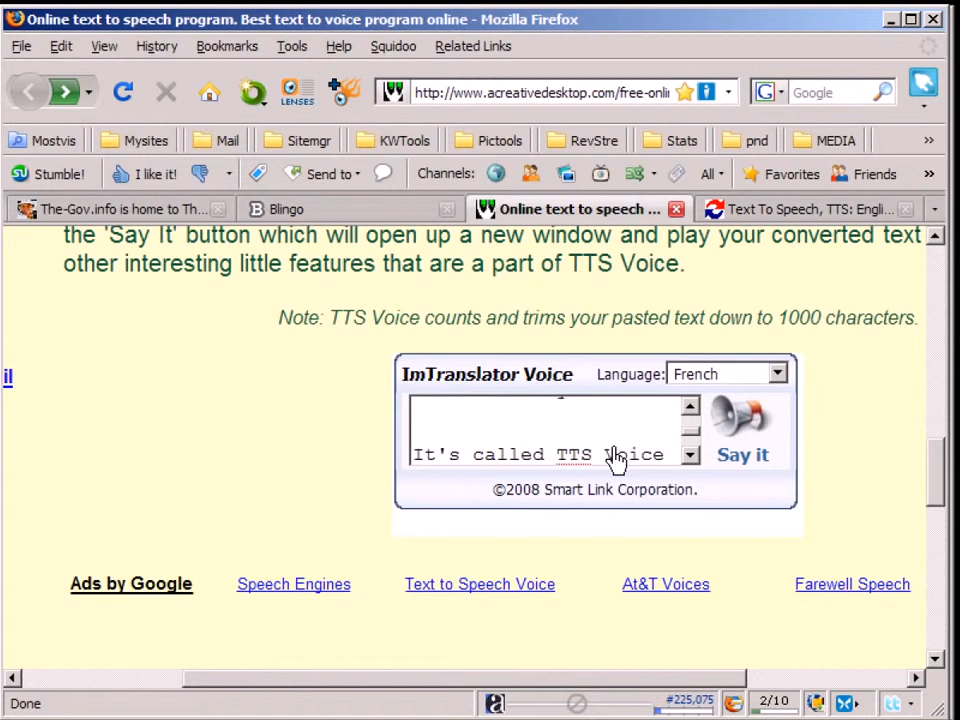 Online text to speech program. Best text to voice program online - Mozilla Firefox
File Edit View History Bookmarks Tools Help Squidoo Related Links
LENSES http://www.acreativedesktop.com/free-onli G Google
Mostvis Mysites Mail Sitemgr KWTools Pictools RevStre Stats pnd MEDIA »
Stumble! I like it! Send to Channels: All Favorites Friends »
The-Gov.info is home to Th... B Blingo Online text to speech ... Text To Speech, TTS: Engli...
the 'Say It' button which will open up a new window and play your converted text
other interesting little features that are a part of TTS Voice.
Note: TTS Voice counts and trims your pasted text down to 1000 characters.
il
ImTranslator Voice Language: French
It's called TTS Voice
Say it
©2008 Smart Link Corporation.
Ads by Google Speech Engines Text to Speech Voice At&T Voices Farewell Speech
Done a #225,075 2/10